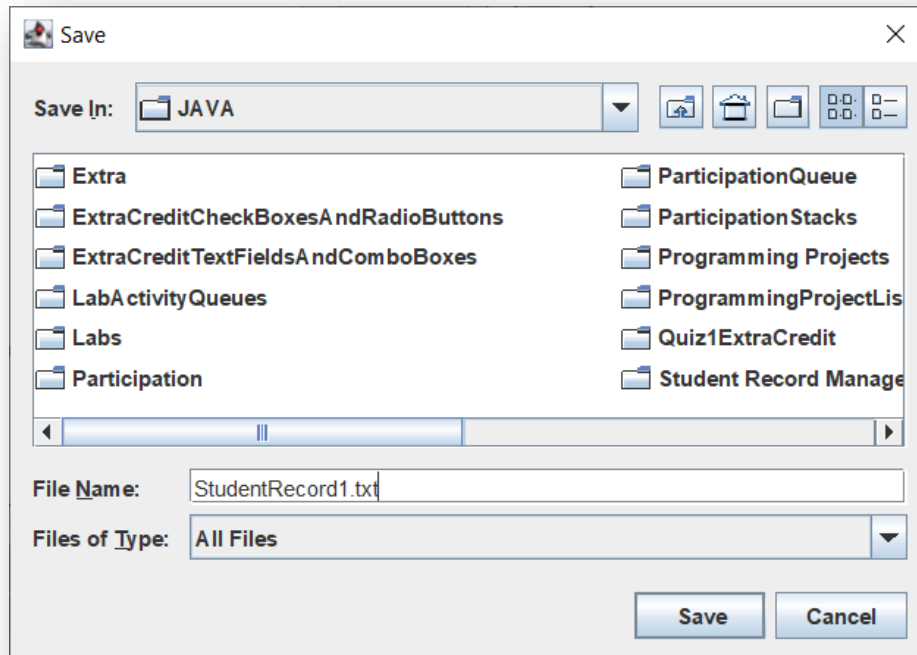 Save
Save In: JAVA
Extra
ExtraCreditCheckBoxesAndRadioButtons
ExtraCreditTextFieldsAndComboBoxes
LabActivityQueues
Labs
Participation
ParticipationQueue
ParticipationStacks
Programming Projects
ProgrammingProjectLis
Quiz1ExtraCredit
Student Record Manage
File Name: StudentRecord1.txt
Files of Type: All Files
Save Cancel